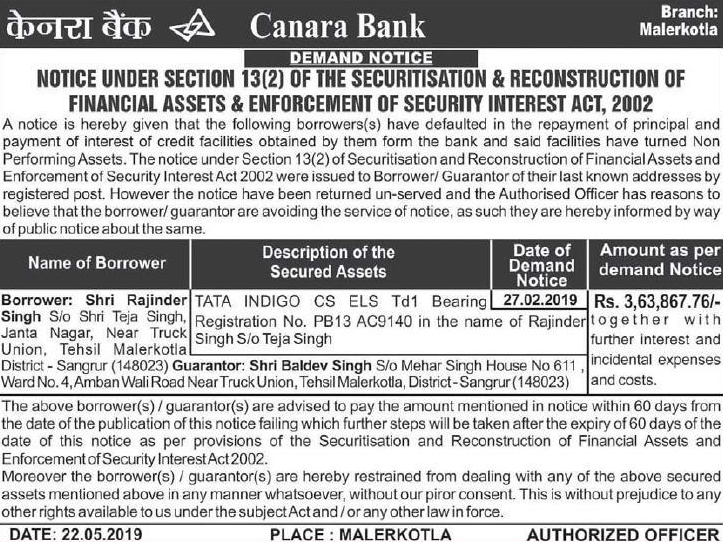 केनरा बैंक Canara Bank
Branch:
Malerkotla
DEMAND NOTICE
NOTICE UNDER SECTION 13(2) OF THE SECURITISATION & RECONSTRUCTION OF
FINANCIAL ASSETS & ENFORCEMENT OF SECURITY INTEREST ACT, 2002
A notice is hereby given that the following borrowers(s) have defaulted in the repayment of principal and
payment of interest of credit facilities obtained by them form the bank and said facilities have turned Non
Performing Assets. The notice under Section 13(2) of Securitisation and Reconstruction of Financial Assets and
Enforcement of Security Interest Act 2002 were issued to Borrower/ Guarantor of their last known addresses by
registered post. However the notice have been returned un-served and the Authorised Officer has reasons to
believe that the borrower/ guarantor are avoiding the service of notice, as such they are hereby informed by way
of public notice about the same.
Name of Borrower
Description of the
Secured Assets
Date of
Demand
Notice
Amount as per
demand Notice
Borrower: Shri Rajinder
Singh S/o Shri Teja Singh,
Janta Nagar, Near Truck
Union, Tehsil Malerkotla
District - Sangrur (148023) Guarantor: Shri Baldev Singh S/o Mehar Singh House No 611 ,
Ward No. 4, Amban Wali Road Near Truck Union, Tehsil Malerkotla, District - Sangrur (148023)
TATA INDIGO CS ELS Td1 Bearing
Registration No. PB13 AC9140 in the name of Rajinder
Singh S/o Teja Singh
27.02.2019
Rs. 3,63,867.76/-
together with
further interest and
incidental expenses
and costs.
The above borrower(s) / guarantor(s) are advised to pay the amount mentioned in notice within 60 days from
the date of the publication of this notice failing which further steps will be taken after the expiry of 60 days of the
date of this notice as per provisions of the Securitisation and Reconstruction of Financial Assets and
Enforcement of Security Interest Act 2002.
Moreover the borrower(s) / guarantor(s) are hereby restrained from dealing with any of the above secured
assets mentioned above in any manner whatsoever, without our piror consent. This is without prejudice to any
other rights available to us under the subject Act and / or any other law in force.
DATE: 22.05.2019 PLACE : MALERKOTLA AUTHORIZED OFFICER